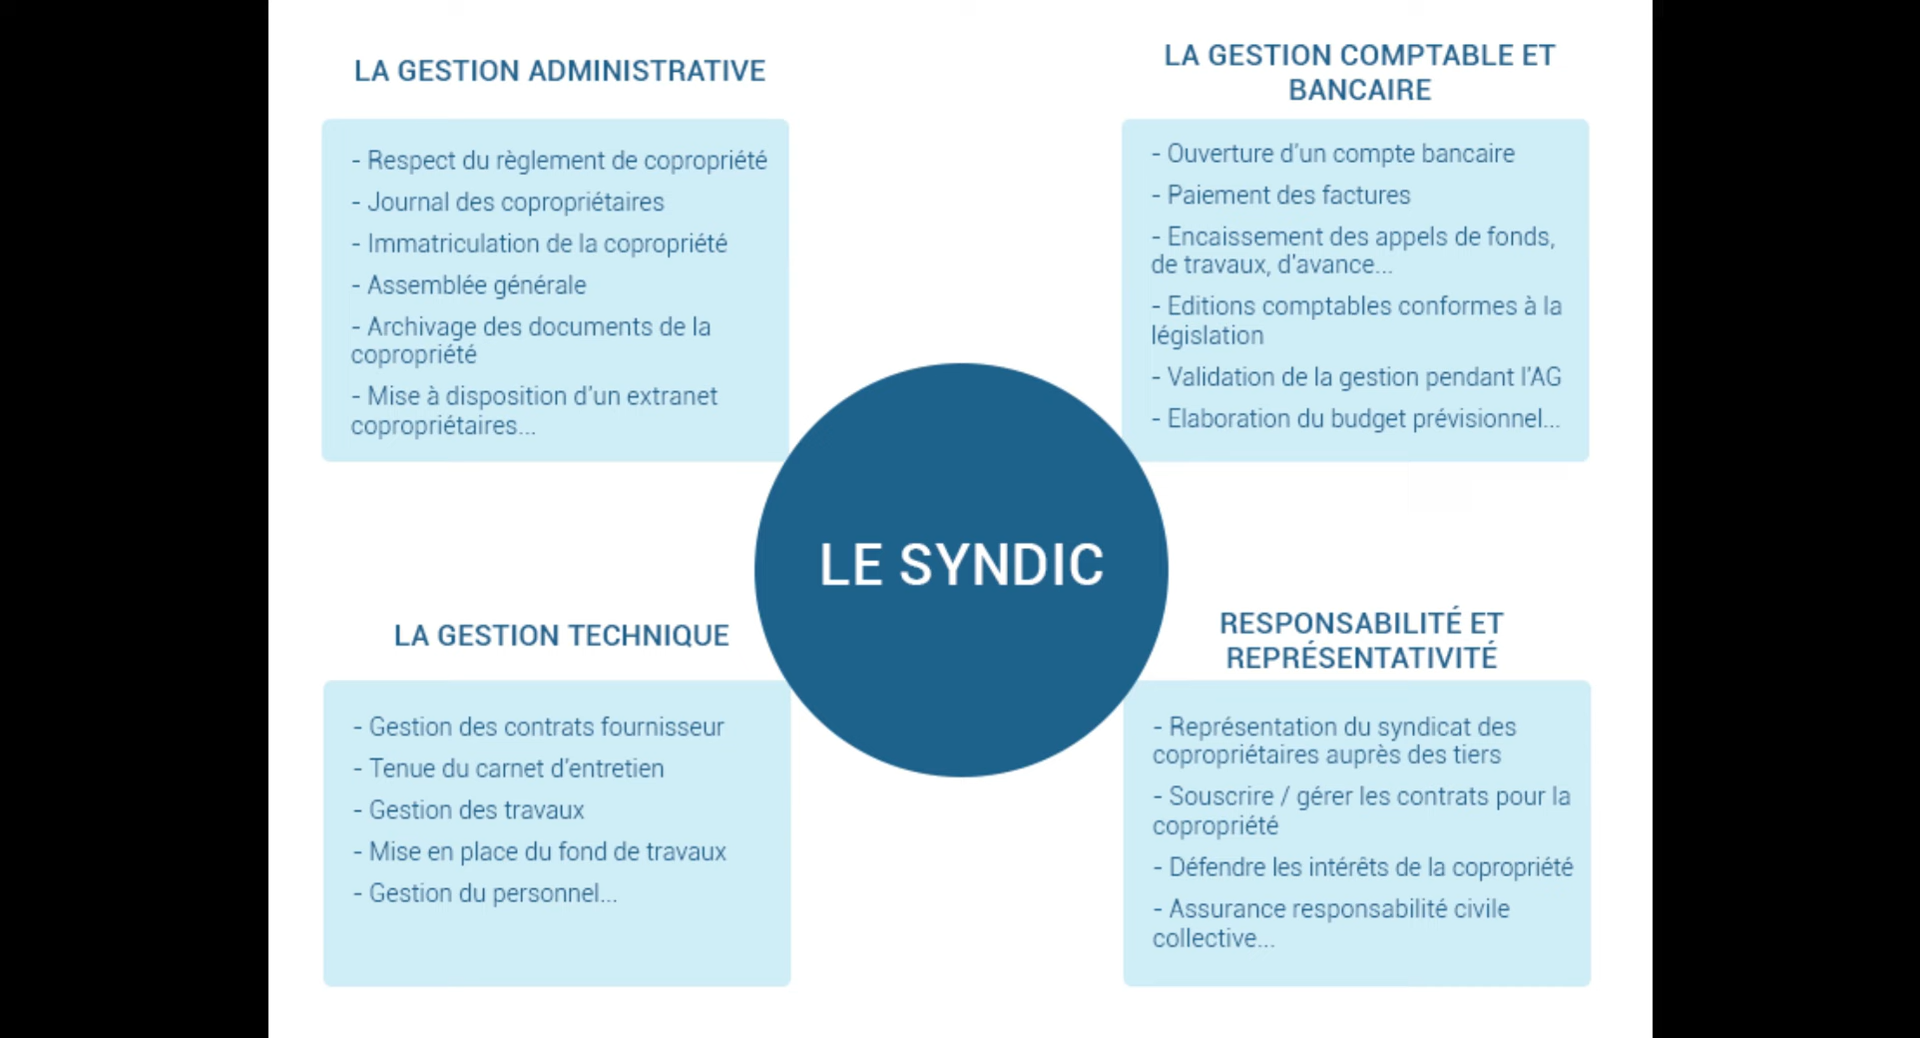 LA GESTION ADMINISTRATIVE
- Respect du règlement de copropriété
- Journal des copropriétaires
- Immatriculation de la copropriété
- Assemblée générale
- Archivage des documents de la
copropriété
- Mise à disposition d'un extranet
copropriétaires...
LA GESTION COMPTABLE ET
BANCAIRE
- Ouverture d'un compte bancaire
- Paiement des factures
- Encaissement des appels de fonds,
de travaux, d'avance...
- Editions comptables conformes à la
législation
- Validation de la gestion pendant l'AG
- Elaboration du budget prévisionnel...
LE SYNDIC
LA GESTION TECHNIQUE
- Gestion des contrats fournisseur
- Tenue du carnet d'entretien
- Gestion des travaux
- Mise en place du fond de travaux
- Gestion du personnel...
RESPONSABILITÉ ET
REPRÉSENTATIVITÉ
- Représentation du syndicat des
copropriétaires auprès des tiers
- Souscrire / gérer les contrats pour la
copropriété
- Défendre les intérêts de la copropriété
- Assurance responsabilité civile
collective...